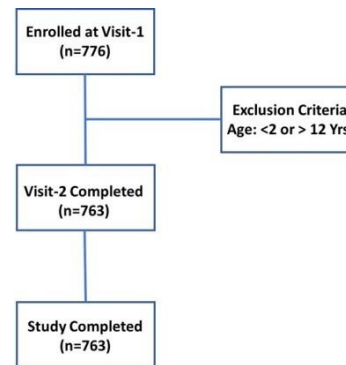 Enrolled at Visit-1
(n=776)
Exclusion Criteria
Age: <2 or > 12 Yrs
Visit-2 Completed
(n=763)
Study Completed
(n=763)